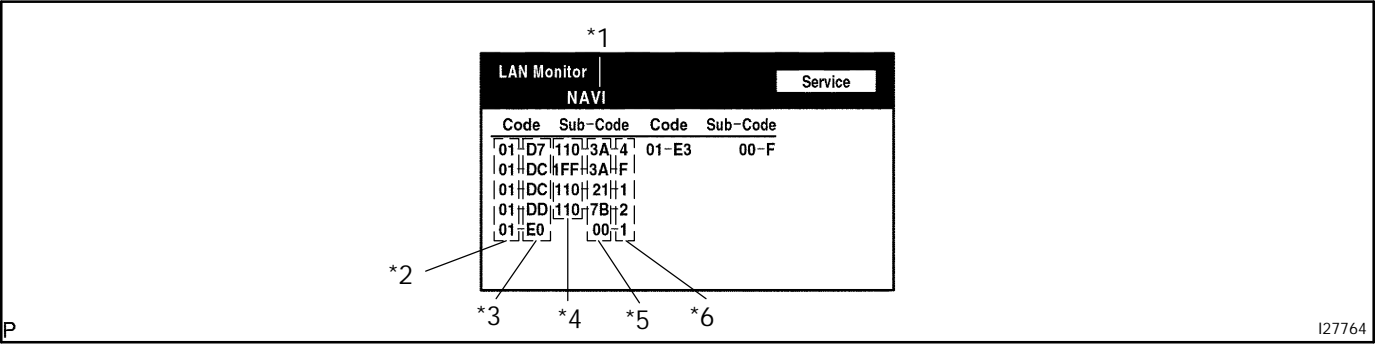 *1
LAN Monitor
Service
NAVI
Code Sub-Code Code Sub-Code
01-D7 110-3A-4 01-E3 00-F
01-DC 1FF-3A-F
01-DC 110-21-1
01-DD 110-7B-2
01-E0 00-1
*2
*3 *4 *5 *6
P
I27764